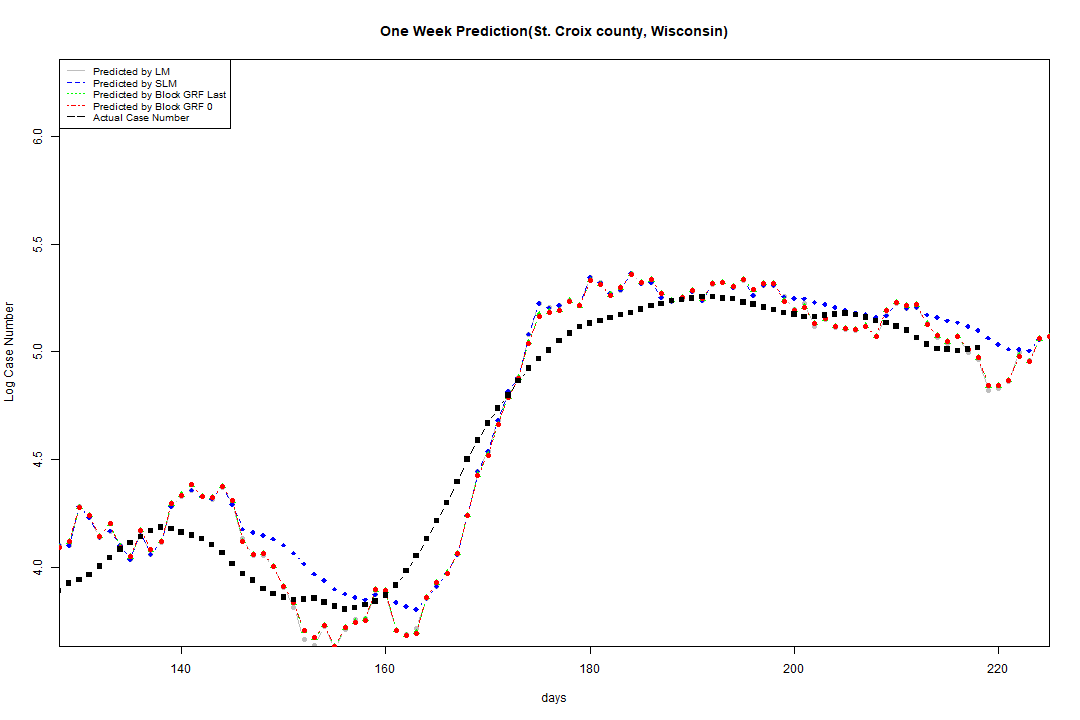 One Week Prediction(St. Croix county, Wisconsin)
Predicted by LM
Predicted by SLM
Predicted by Block GRF Last
Predicted by Block GRF 0
Actual Case Number
Log Case Number
6.0
5.5
5.0
4.5
4.0
140 160 180 200 220
days